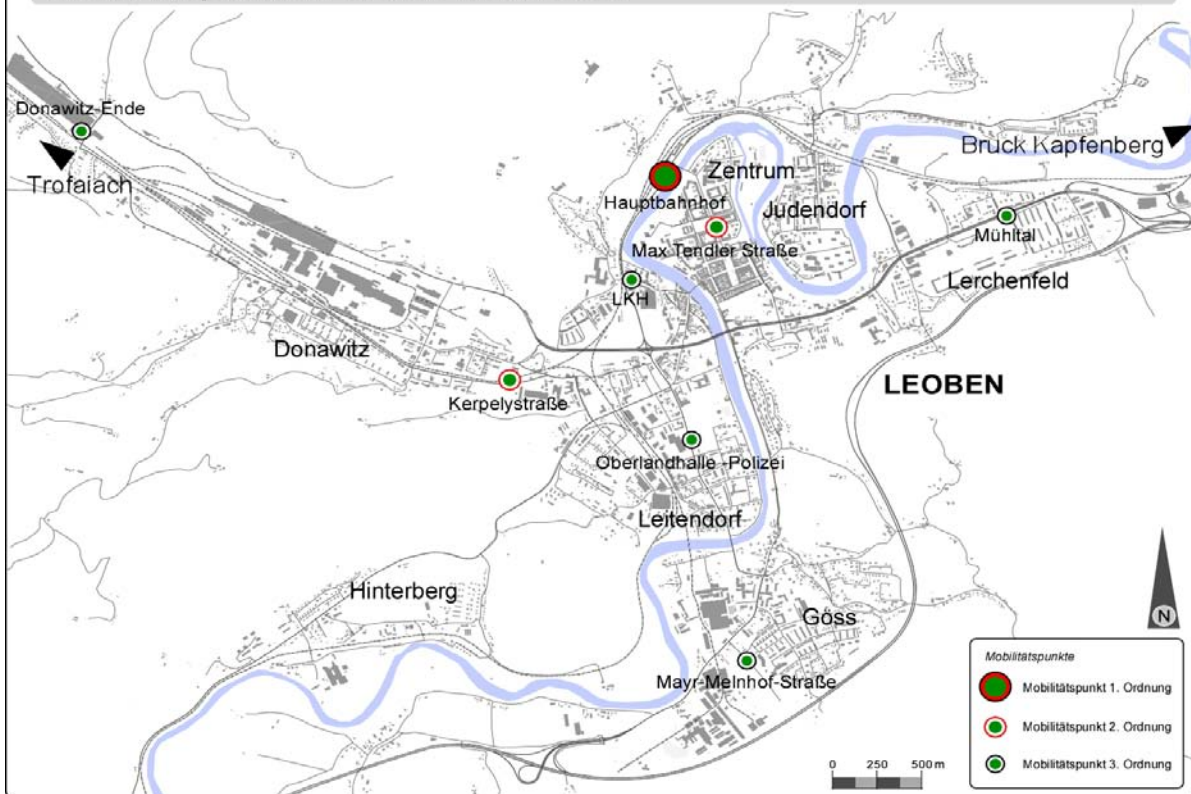 Donawitz-Ende
Trofaiach
Hauptbahnhof
Zentrum
Judendorf
Bruck Kapfenberg
Max Tendler Straße
Mühltal
LKH
Lerchenfeld
Donawitz
LEOBEN
Kerpelystraße
Oberlandhalle -Polizei
Leitendorf
Hinterberg
Göss
Mayr-Melnhof-Straße
N
Mobilitätspunkte
Mobilitätspunkt 1. Ordnung
Mobilitätspunkt 2. Ordnung
Mobilitätspunkt 3. Ordnung
0 250 500 m